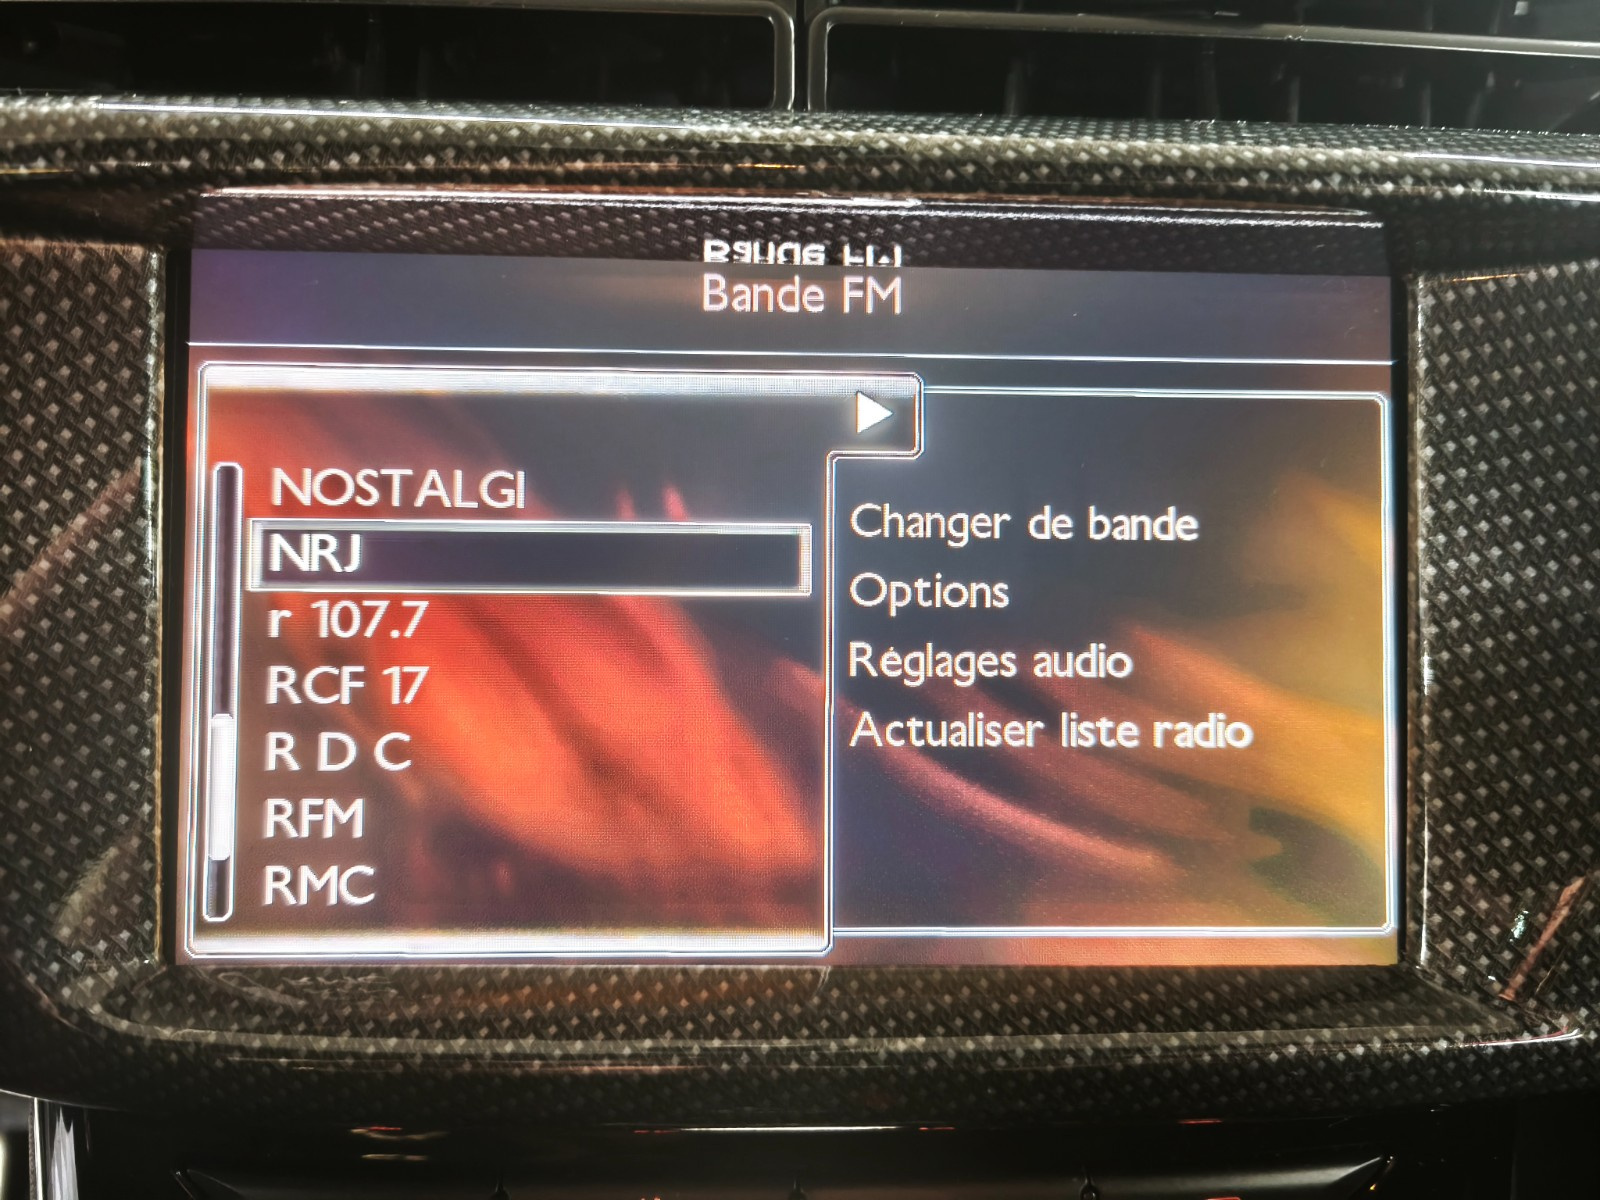 Bande FM
NOSTALGI
NRJ
r 107.7
RCF 17
R D C
RFM
RMC
Changer de bande
Options
Réglages audio
Actualiser liste radio